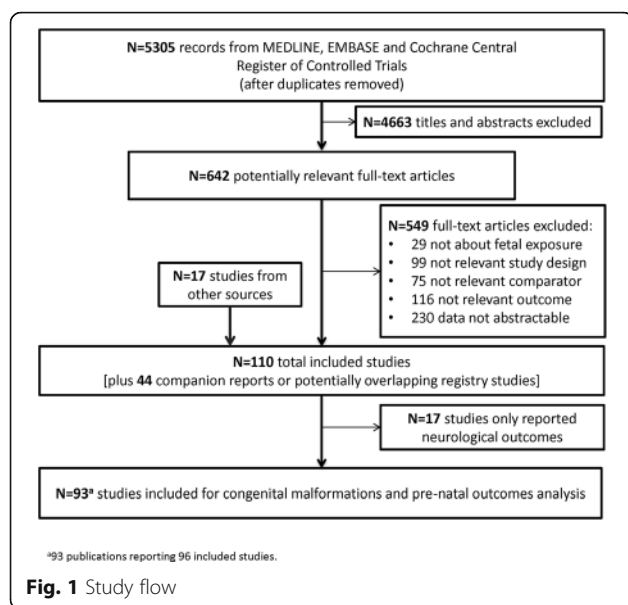 N=5305 records from MEDLINE, EMBASE and Cochrane Central
Register of Controlled Trials
(after duplicates removed)
N=4663 titles and abstracts excluded
N=642 potentially relevant full-text articles
N=549 full-text articles excluded:
• 29 not about fetal exposure
• 99 not relevant study design
• 75 not relevant comparator
• 116 not relevant outcome
• 230 data not abstractable
N=17 studies from
other sources
N=110 total included studies
[plus 44 companion reports or potentially overlapping registry studies]
N=17 studies only reported
neurological outcomes
N=93ᵃ studies included for congenital malformations and pre-natal outcomes analysis
ᵃ93 publications reporting 96 included studies.
Fig. 1 Study flow